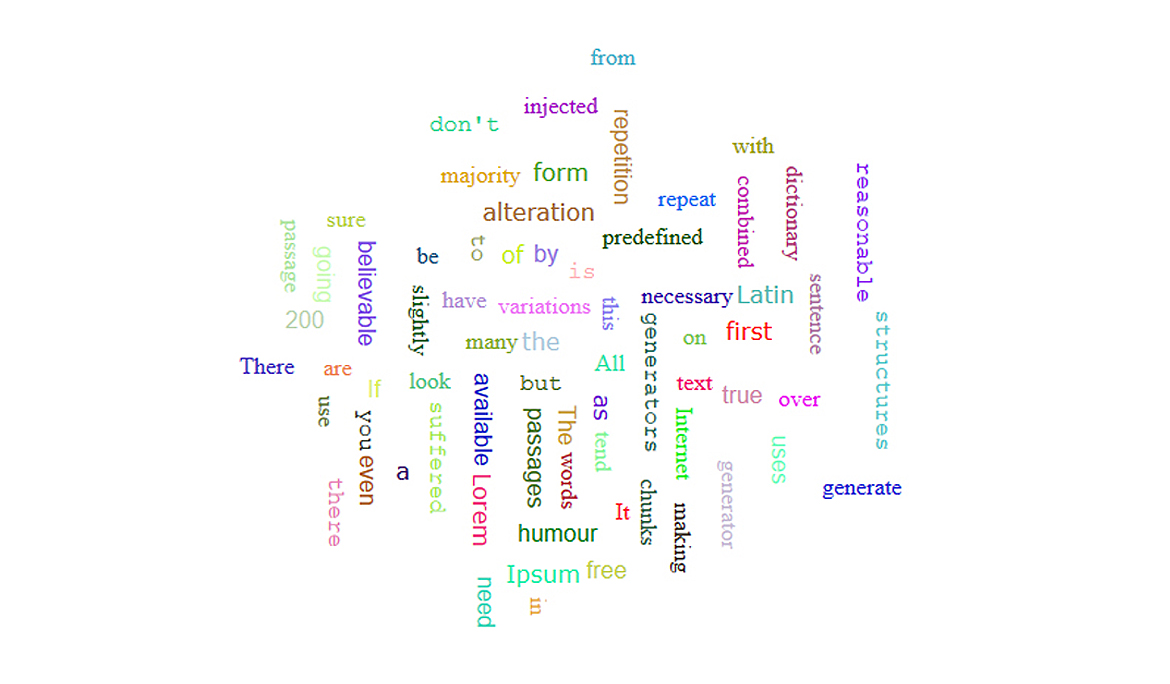 from
injected
don't
repetition
with
majority
form
reasonable
dictionary
combined
repeat
alteration
sure
passage
predefined
to
be
of
by
going
believable
is
sentence
slightly
have
variations
this
necessary
Latin
200
generators
structures
first
on
many
the
All
There
are
look
available
but
text
If
true
over
use
you
suffered
passages
The
as
Internet
tend
uses
even
a
words
generator
there
Lorem
chunks
generate
It
making
humour
Ipsum
free
need
in